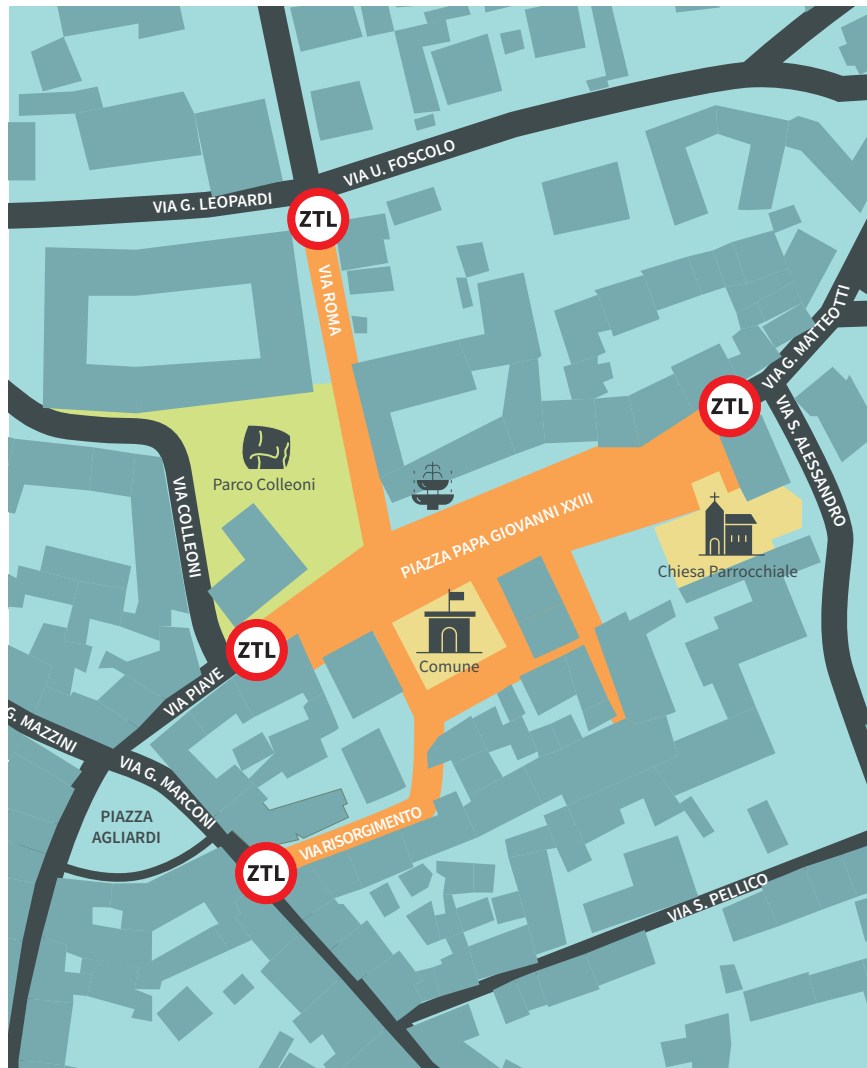 VIA U. FOSCOLO
VIA G. LEOPARDI
ZTL
VIA ROMA
VIA G. MATTEOTTI
ZTL
VIA S. ALESSANDRO
Parco Colleoni
VIA COLLEONI
PIAZZA PAPA GIOVANNI XXIII
Chiesa Parrocchiale
Comune
ZTL
VIA PIAVE
G. MAZZINI
VIA G. MARCONI
PIAZZA
AGLIARDI
VIA RISORGIMENTO
ZTL
VIA S. PELLICO